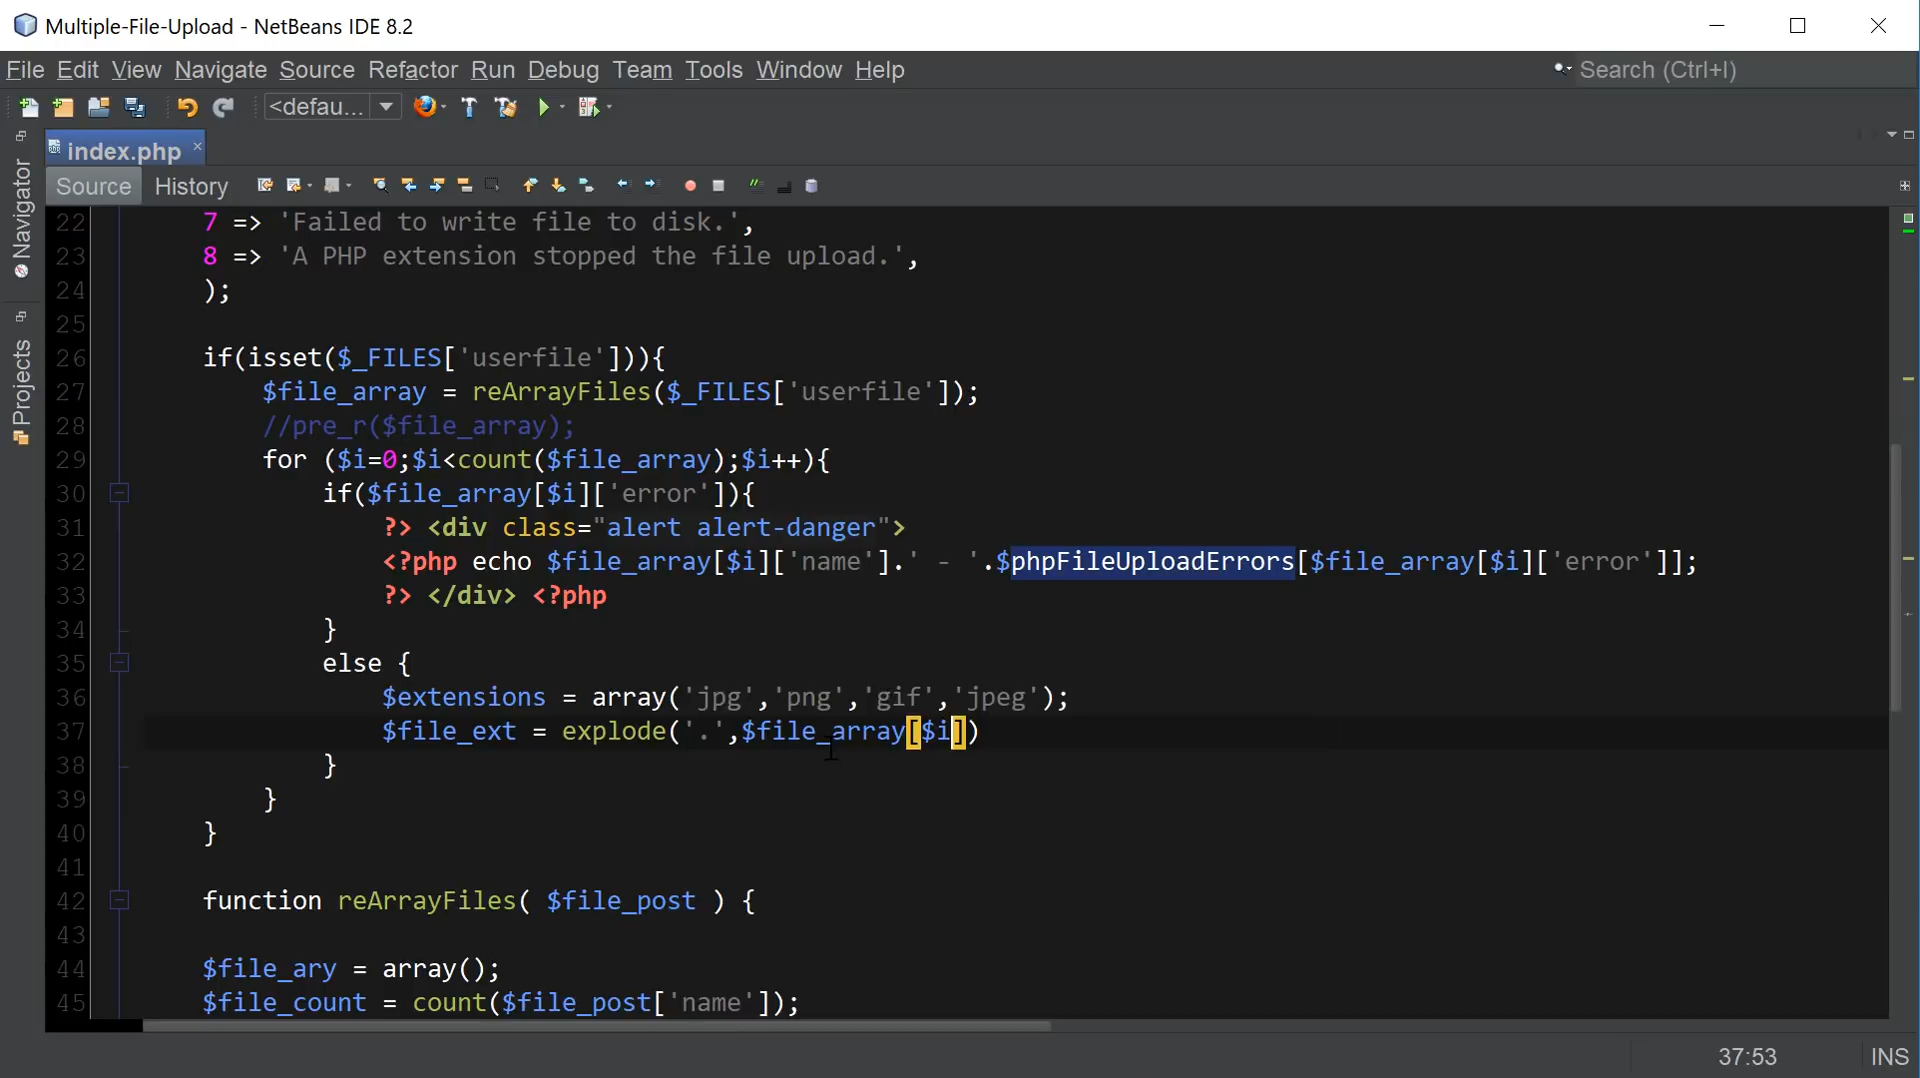 Multiple-File-Upload - NetBeans IDE 8.2
File Edit View Navigate Source Refactor Run Debug Team Tools Window Help
Search (Ctrl+I)
<defau...
index.php
Source History
Navigator
Projects
22 7 => 'Failed to write file to disk.',
23 8 => 'A PHP extension stopped the file upload.',
24 );
25
26 if(isset($_FILES['userfile'])){
27 $file_array = reArrayFiles($_FILES['userfile']);
28 //pre_r($file_array);
29 for ($i=0;$i<count($file_array);$i++){
30 if($file_array[$i]['error']){
31 ?> <div class="alert alert-danger">
32 <?php echo $file_array[$i]['name'].' - '.$phpFileUploadErrors[$file_array[$i]['error']];
33 ?> </div> <?php
34 }
35 else {
36 $extensions = array('jpg','png','gif','jpeg');
37 $file_ext = explode('.',$file_array[$i])
38 }
39 }
40 }
41
42 function reArrayFiles( $file_post ) {
43
44 $file_ary = array();
45 $file_count = count($file_post['name']);
37:53 INS